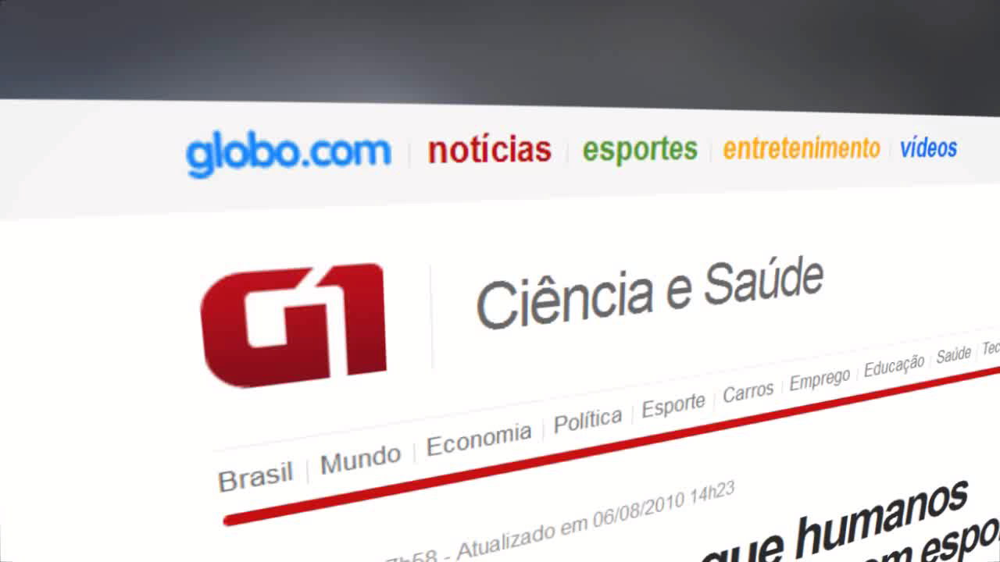 globo.com notícias esportes entretenimento vídeos
G1 Ciência e Saúde
Brasil Mundo Economia Política Esporte Carros Emprego Educação Saúde
- Atualizado em 06/08/2010 14h23
que humanos